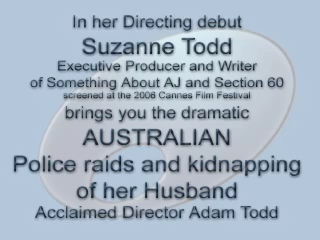 In her Directing debut
Suzanne Todd
Executive Producer and Writer
of Something About AJ and Section 60
screened at the 2006 Cannes Film Festival
brings you the dramatic
AUSTRALIAN
Police raids and kidnapping
of her Husband
Acclaimed Director Adam Todd